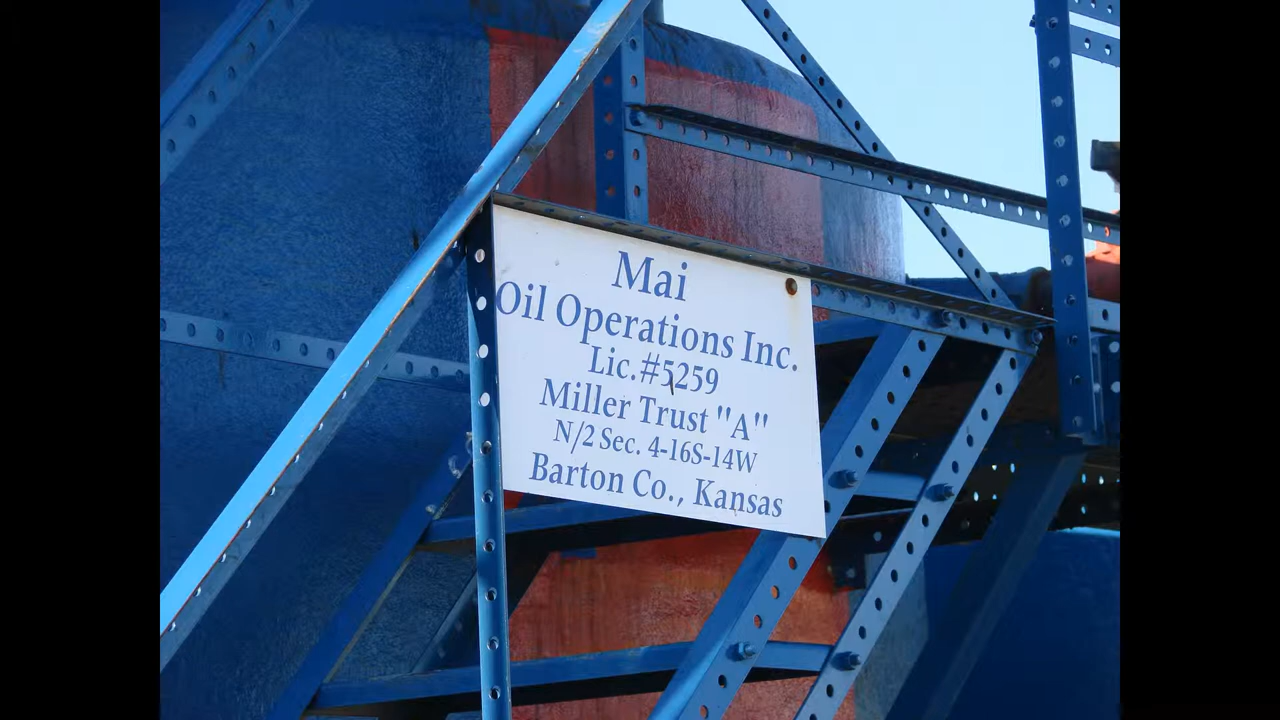 Mai
Oil Operations Inc.
Lic.#5259
Miller Trust "A"
N/2 Sec. 4-16S-14W
Barton Co., Kansas